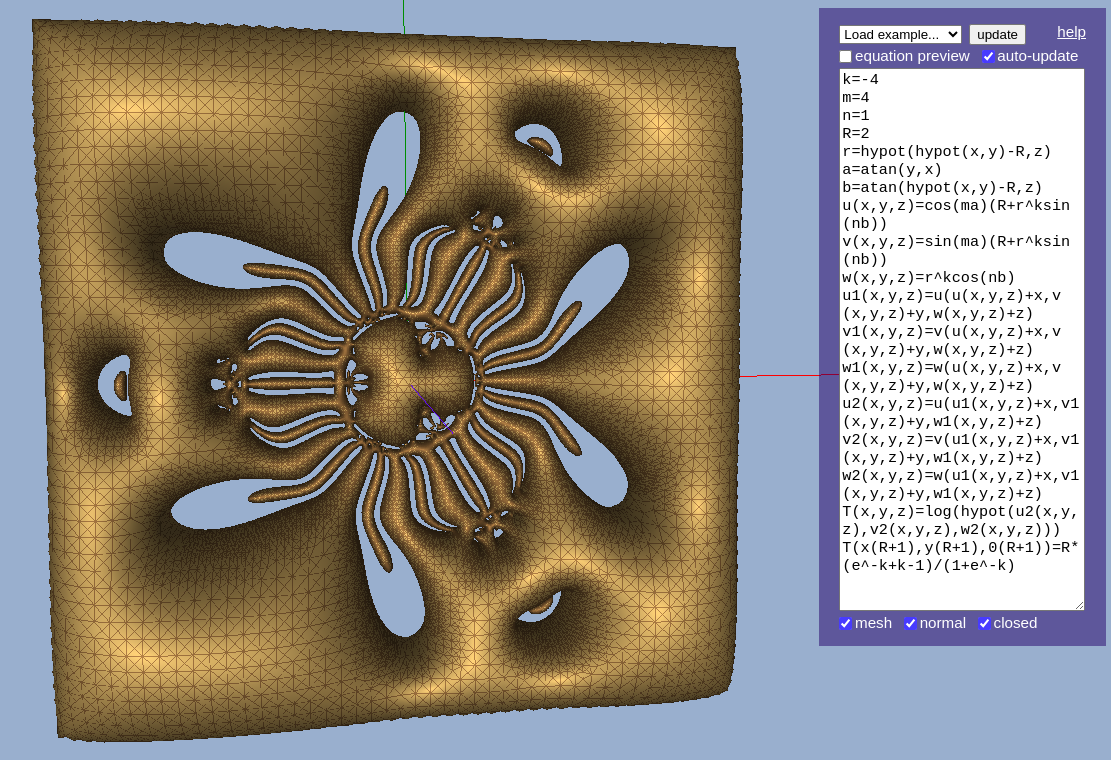 Load example...
update
help
equation preview
auto-update
k=-4
m=4
n=1
R=2
r=hypot(hypot(x,y)-R,z)
a=atan(y,x)
b=atan(hypot(x,y)-R,z)
u(x,y,z)=cos(ma)(R+r^ksin
(nb))
v(x,y,z)=sin(ma)(R+r^ksin
(nb))
w(x,y,z)=r^kcos(nb)
u1(x,y,z)=u(u(x,y,z)+x,v
(x,y,z)+y,w(x,y,z)+z)
v1(x,y,z)=v(u(x,y,z)+x,v
(x,y,z)+y,w(x,y,z)+z)
w1(x,y,z)=w(u(x,y,z)+x,v
(x,y,z)+y,w(x,y,z)+z)
u2(x,y,z)=u(u1(x,y,z)+x,v1
(x,y,z)+y,w1(x,y,z)+z)
v2(x,y,z)=v(u1(x,y,z)+x,v1
(x,y,z)+y,w1(x,y,z)+z)
w2(x,y,z)=w(u1(x,y,z)+x,v1
(x,y,z)+y,w1(x,y,z)+z)
T(x,y,z)=log(hypot(u2(x,y,
z),v2(x,y,z),w2(x,y,z)))
T(x(R+1),y(R+1),0(R+1))=R*
(e^-k+k-1)/(1+e^-k)
mesh
normal
closed